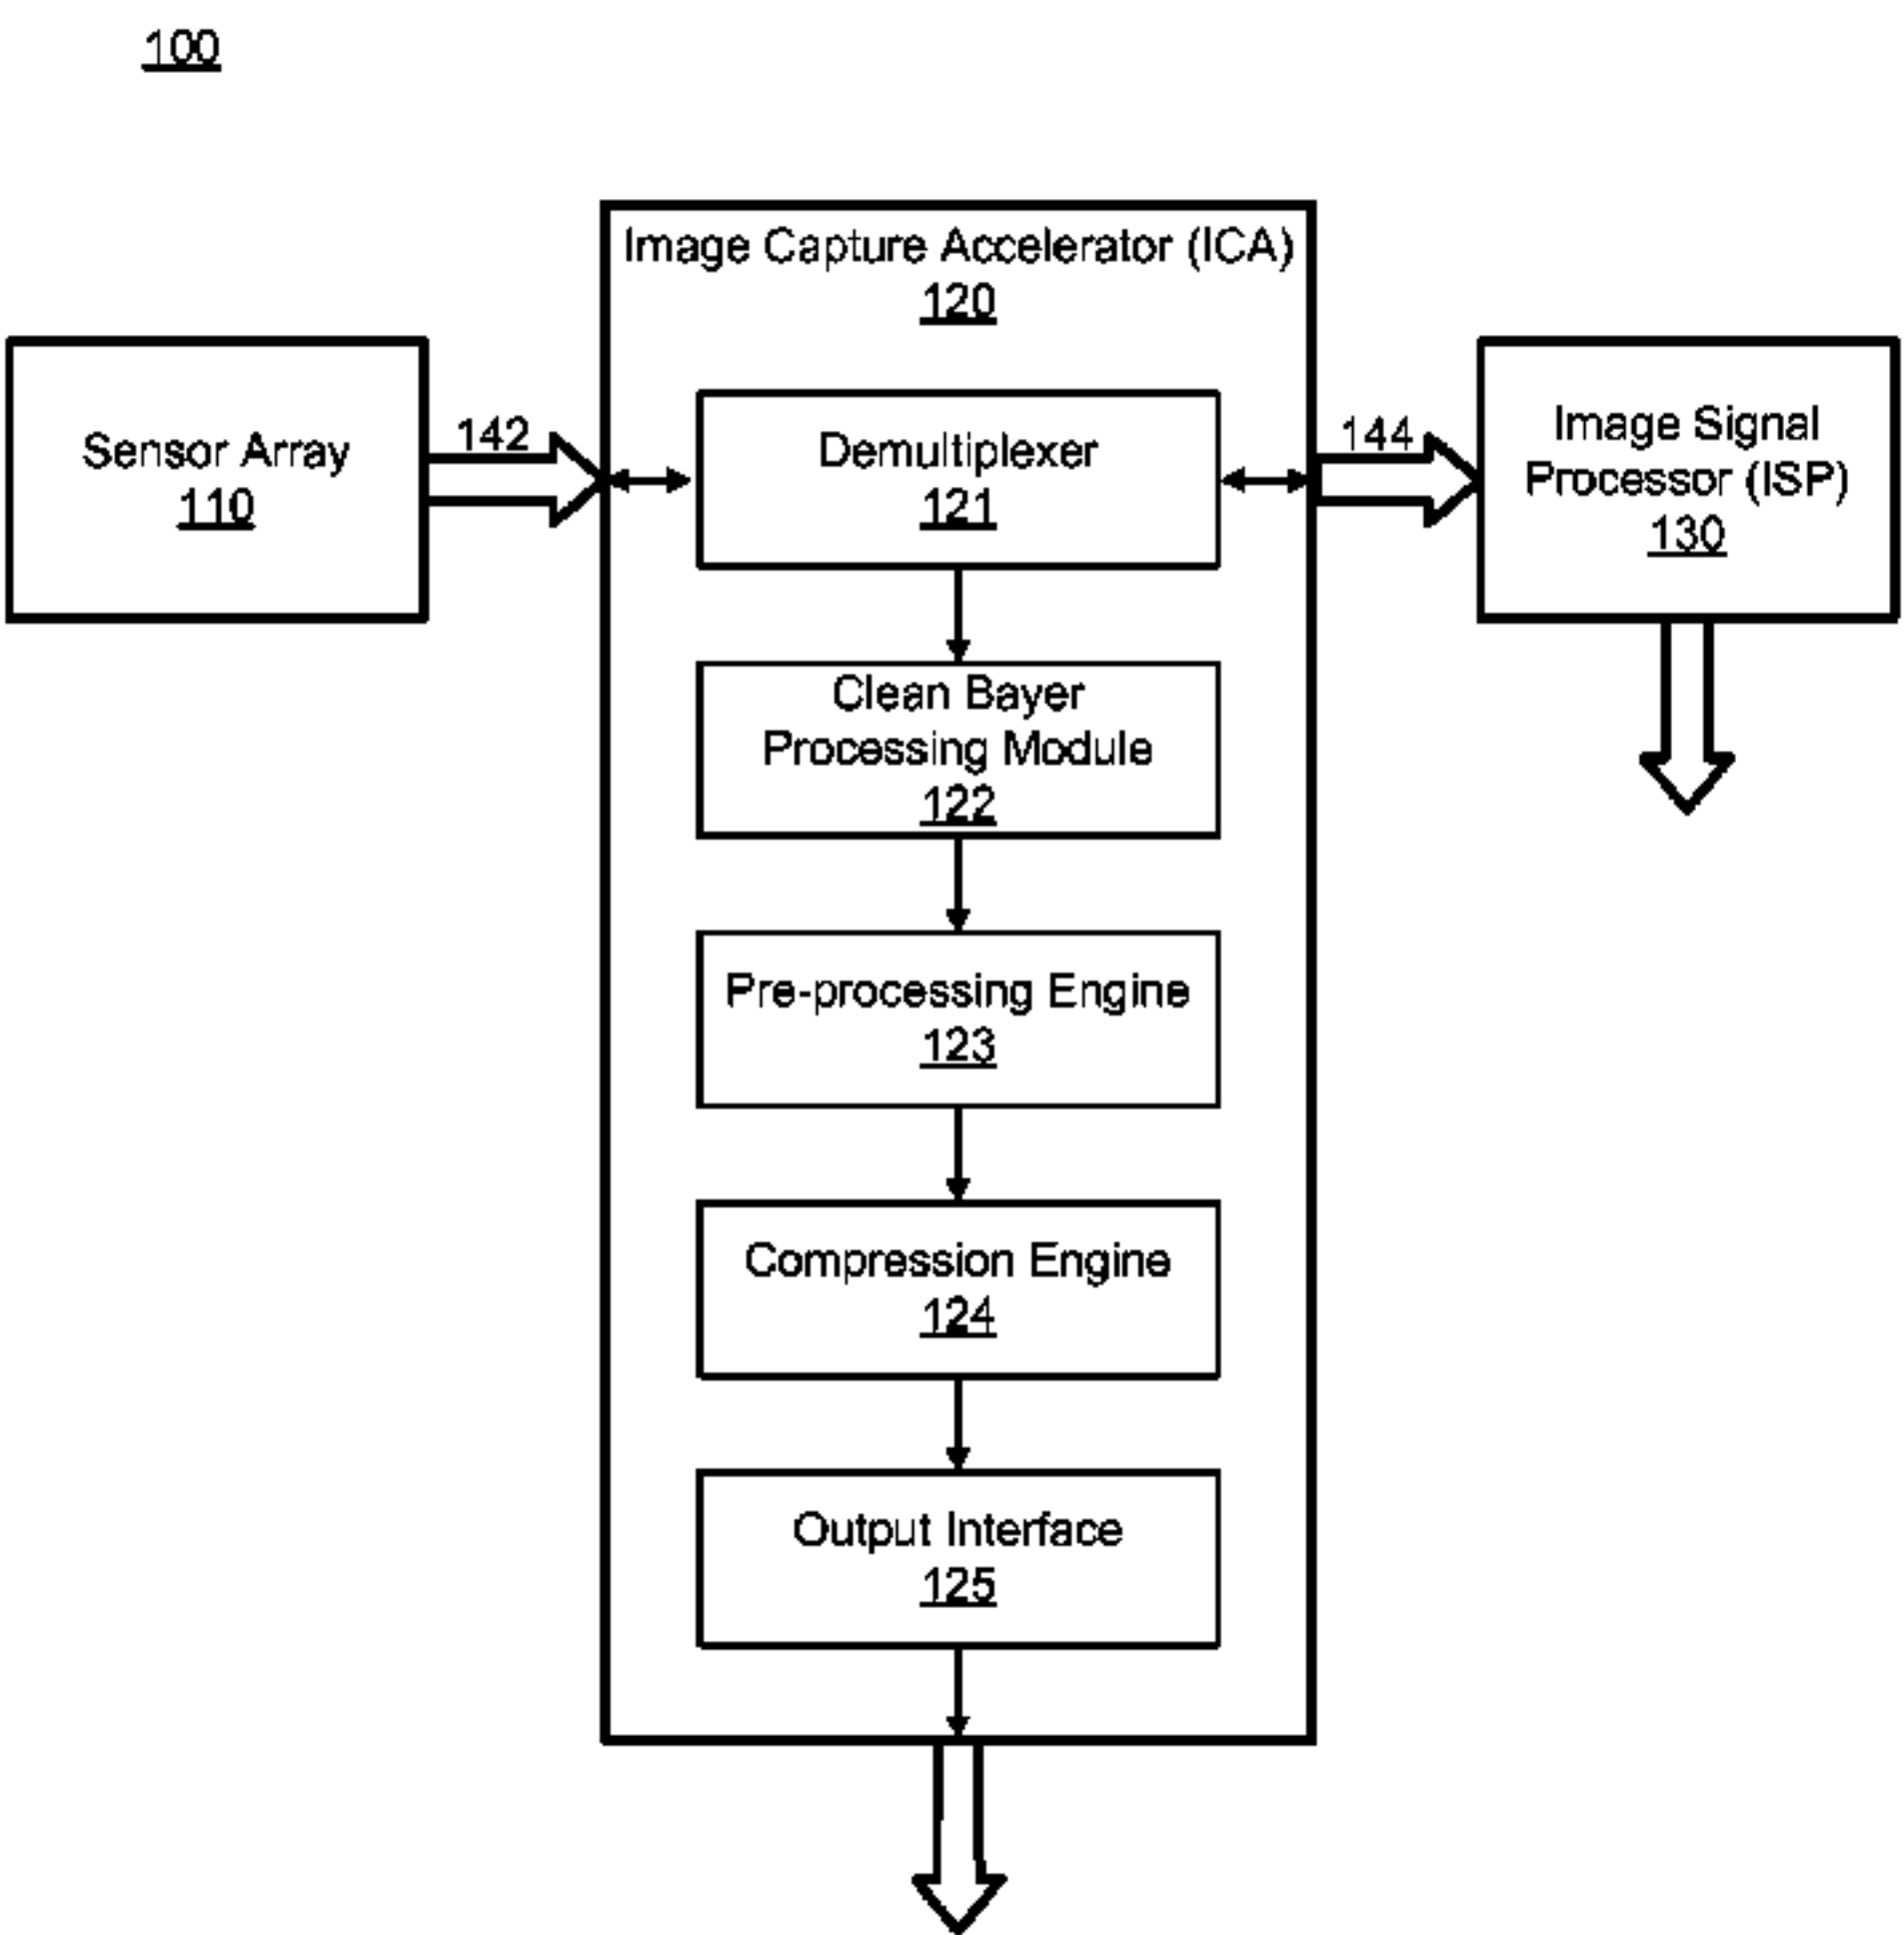 100
Image Capture Accelerator (ICA)
120
Sensor Array
110
142
Demultiplexer
121
144
Image Signal
Processor (ISP)
130
Clean Bayer
Processing Module
122
Pre-processing Engine
123
Compression Engine
124
Output Interface
125